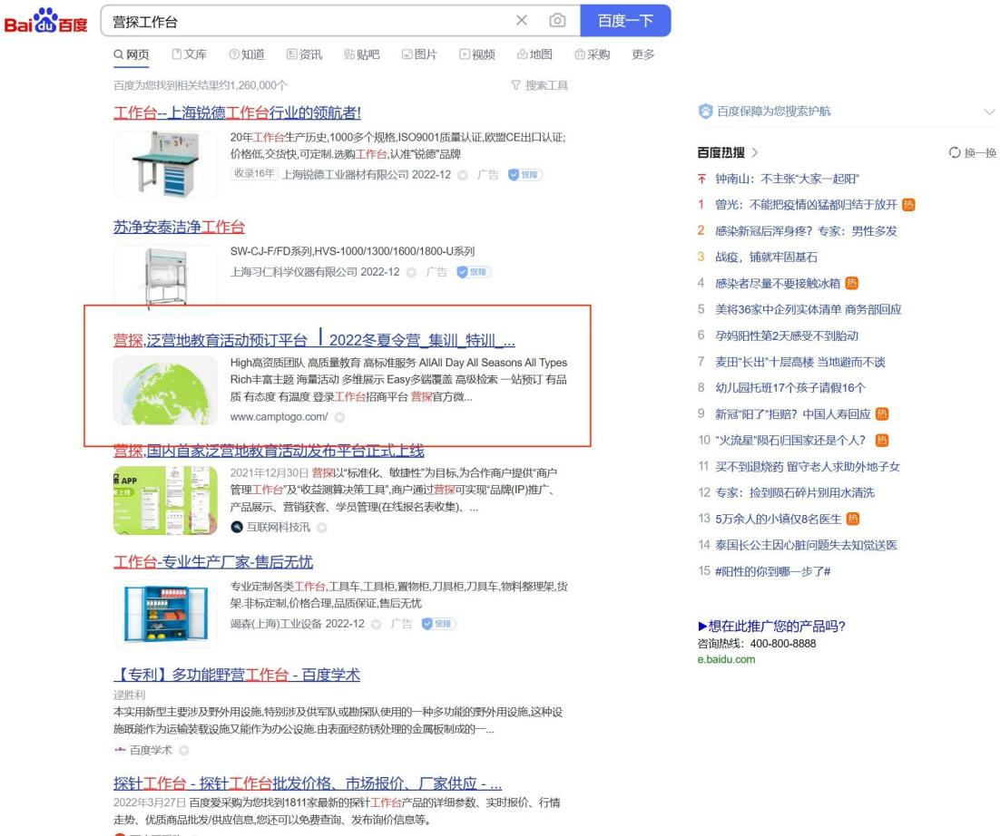 Bai du 百度
营探工作台
百度一下
网页 文库 知道 资讯 贴吧 图片 视频 地图 采购 更多
百度为您找到相关结果约1,260,000个
搜索工具
工作台--上海锐德工作台行业的领航者!
20年工作台生产历史,1000多个规格,ISO9001质量认证,欧盟CE出口认证;
价格低,交货快,可定制.选购工作台,认准"锐德"品牌
收录16年 上海锐德工业器材有限公司 2022-12 广告 保障
苏净安泰洁净工作台
SW-CJ-F/FD系列,HVS-1000/1300/1600/1800-U系列
上海习仁科学仪器有限公司 2022-12 广告 保障
营探,泛营地教育活动预订平台 ┃2022冬夏令营_集训_特训_...
High高资质团队 高质量教育 高标准服务 AllAll Day All Seasons All Types
Rich丰富主题 海量活动 多维展示 Easy多端覆盖 高级检索 一站预订 有品
质 有态度 有温度 登录工作台招商平台 营探官方微...
www.camptogo.com/
营探,国内首家泛营地教育活动发布平台正式上线
APP
2021年12月30日 营探以“标准化、敏捷性”为目标,为合作商户提供“商户
管理工作台”及“收益测算决策工具”,商户通过营探可实现“品牌(IP)推广、
产品展示、营销获客、学员管理(在线报名表收集)、...
互联网科技讯
工作台-专业生产厂家-售后无忧
专业定制各类工作台,工具车,工具柜,置物柜,刀具柜,刀具车,物料整理架,货
架.非标定制,价格合理,品质保证,售后无忧
竭森(上海)工业设备 2022-12 广告 保障
【专利】多功能野营工作台 - 百度学术
逯胜利
本实用新型主要涉及野外用设施,特别涉及供军队或勘探队使用的一种多功能的野外用设施,这种设
施既能作为运输装载设施又能作为办公设施.由表面经防锈处理的金属板制成的一...
百度学术
探针工作台 - 探针工作台批发价格、市场报价、厂家供应 - ...
2022年3月27日 百度爱采购为您找到1811家最新的探针工作台产品的详细参数、实时报价、行情
走势、优质商品批发/供应信息,您还可以免费查询、发布询价信息等。
百度保障为您搜索护航
百度热搜
换一换
钟南山：不主张“大家一起阳”
1 曾光：不能把疫情凶猛都归结于放开 热
2 感染新冠后浑身疼？专家：男性多发
3 战疫，铺就牢固基石
4 感染者尽量不要接触冰箱 热
5 美将36家中企列实体清单 商务部回应
6 孕妈阳性第2天感受不到胎动
7 麦田“长出”十层高楼 当地避而不谈
8 幼儿园托班17个孩子请假16个
9 新冠“阳了”拒赔？中国人寿回应 热
10 “火流星”陨石归国家还是个人？ 热
11 买不到退烧药 留守老人求助外地子女
12 专家：捡到陨石碎片别用水清洗
13 5万余人的小镇仅8名医生 热
14 泰国长公主因心脏问题失去知觉送医
15 #阳性的你到哪一步了#
▶想在此推广您的产品吗?
咨询热线：400-800-8888
e.baidu.com